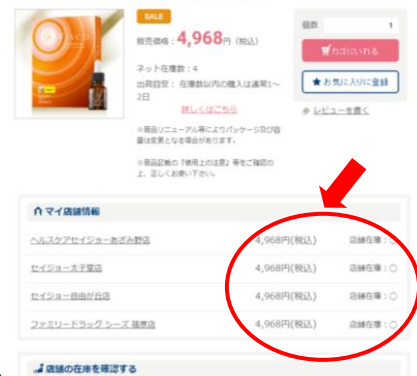 SALE
販売価格：4,968円（税込）
個数 1
カゴにいれる
ネット在庫数：4
出荷目安：在庫数以内の購入は通常1～
2日
★お気に入りに登録
詳しくはこちら
レビューを書く
※商品リニューアル等によりパッケージ及び容
量は変更となる場合があります。
※商品記載の『使用上の注意』等をご確認の
上、正しくお使い下さい。
マイ店舗情報
ヘルスケアセイジョーあざみ野店 4,968円(税込) 店舗在庫：○
セイジョー太子堂店 4,968円(税込) 店舗在庫：○
セイジョー自由が丘店 4,968円(税込) 店舗在庫：○
ファミリードラッグ シーズ 篠原店 4,968円(税込) 店舗在庫：○
店舗の在庫を確認する